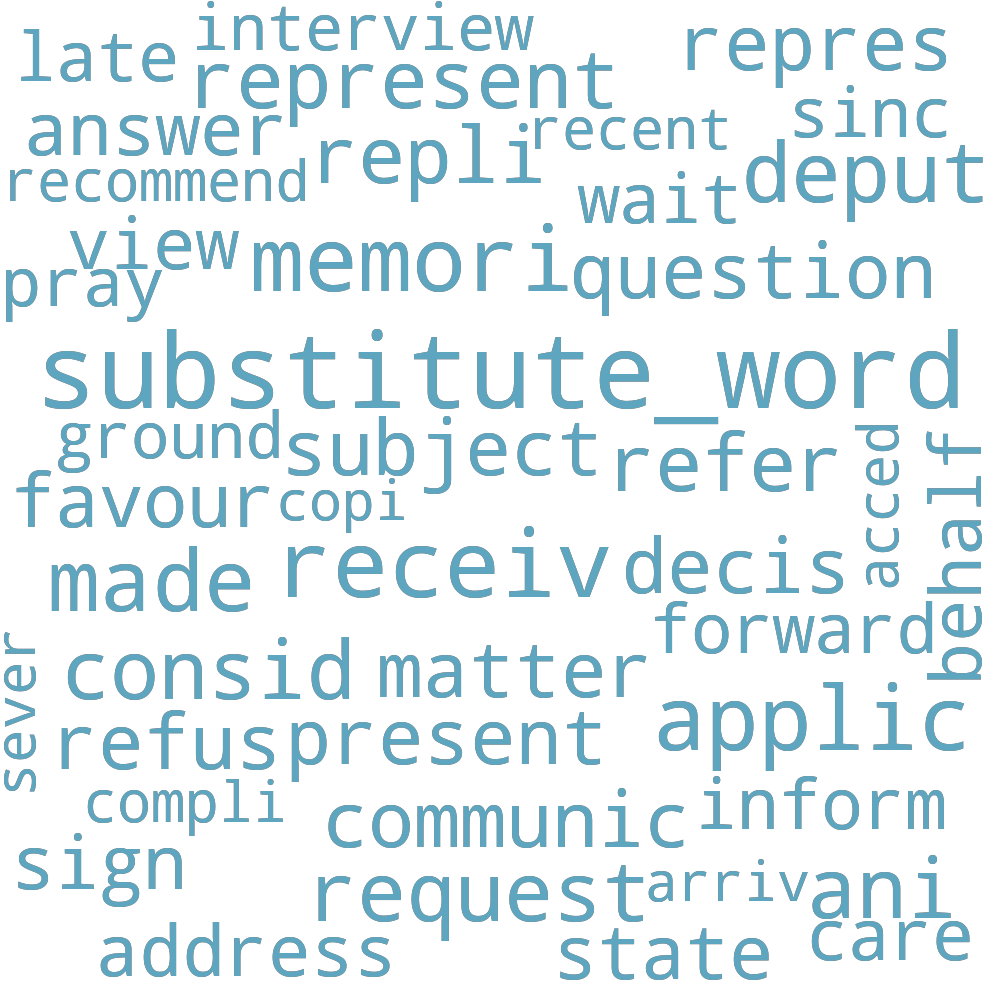 interview
late
repres
represent
sinc
answer
recent
repli
deput
recommend
wait
view
memori
question
pray
substitute_word
ground
subject
refer
acced
behalf
favour
copi
receiv
decis
made
forward
sever
consid
matter
applic
refus
present
compli
communic
inform
sign
request
arriv
ani
address
state
care